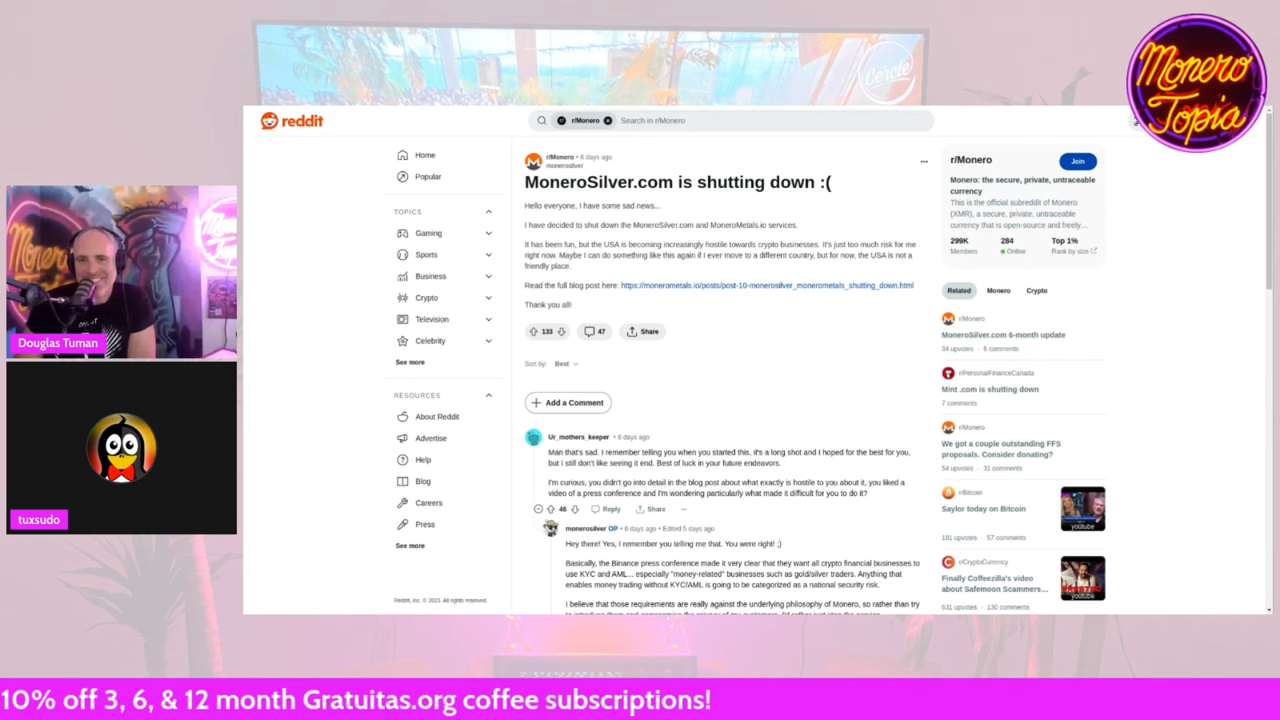 Cercle
Monero
Topia
reddit
r/Monero
Search in r/Monero
Home
Popular
TOPICS
Gaming
Sports
Business
Crypto
Television
Celebrity
See more
RESOURCES
About Reddit
Advertise
Help
Blog
Careers
Press
See more
Reddit, Inc. © 2023. All rights reserved.
r/Monero • 6 days ago
monerosilver
MoneroSilver.com is shutting down :(
Hello everyone, I have some sad news...
I have decided to shut down the MoneroSilver.com and MoneroMetals.io services.
It has been fun, but the USA is becoming increasingly hostile towards crypto businesses. It's just too much risk for me
right now. Maybe I can do something like this again if I ever move to a different country, but for now, the USA is not a
friendly place.
Read the full blog post here: https://monerometals.io/posts/post-10-monerosilver_monerometals_shutting_down.html
Thank you all!
133
47
Share
Sort by: Best
Add a Comment
Ur_mothers_keeper • 6 days ago
Man that's sad. I remember telling you when you started this, it's a long shot and I hoped for the best for you,
but I still don't like seeing it end. Best of luck in your future endeavors.
I'm curious, you didn't go into detail in the blog post about what exactly is hostile to you about it, you liked a
video of a press conference and I'm wondering particularly what made it difficult for you to do it?
46 Reply Share
monerosilver OP • 6 days ago • Edited 5 days ago
Hey there! Yes, I remember you telling me that. You were right! ;)
Basically, the Binance press conference made it very clear that they want all crypto financial businesses to
use KYC and AML... especially "money-related" businesses such as gold/silver traders. Anything that
enables money trading without KYC/AML is going to be categorized as a national security risk.
I believe that those requirements are really against the underlying philosophy of Monero, so rather than try
r/Monero
Join
Monero: the secure, private, untraceable
currency
This is the official subreddit of Monero
(XMR), a secure, private, untraceable
currency that is open-source and freely...
299K
284
Top 1%
Members
Online
Rank by size
Related
Monero
Crypto
r/Monero
MoneroSilver.com 6-month update
34 upvotes • 6 comments
r/PersonalFinanceCanada
Mint .com is shutting down
7 comments
r/Monero
We got a couple outstanding FFS
proposals. Consider donating?
54 upvotes • 31 comments
r/Bitcoin
Saylor today on Bitcoin
youtube
181 upvotes • 57 comments
r/CryptoCurrency
Finally Coffeezilla's video
about Safemoon Scammers…
youtube
631 upvotes • 130 comments
Douglas Tuman
tuxsudo
10% off 3, 6, & 12 month Gratuitas.org coffee subscriptions!